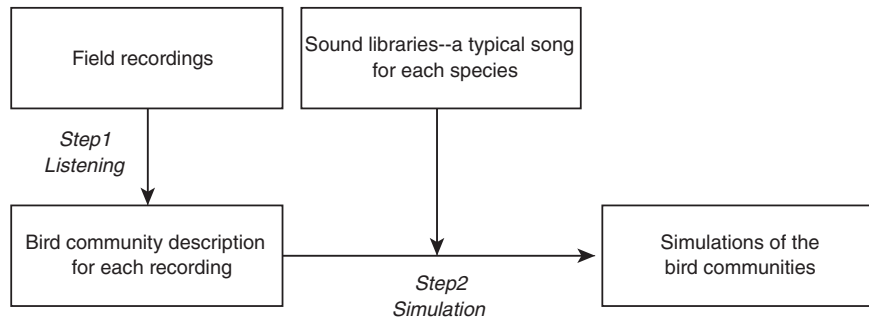 Field recordings
Sound libraries--a typical song
for each species
Step1
Listening
Bird community description
for each recording
Step2
Simulation
Simulations of the
bird communities